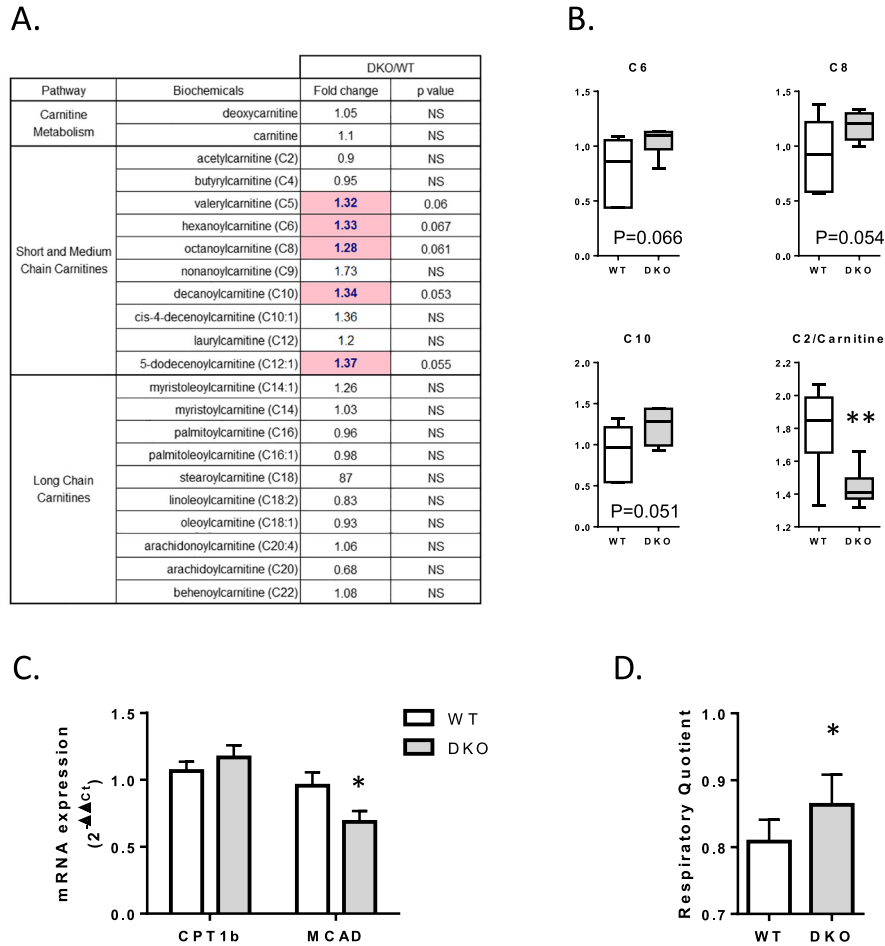 A.
DKO/WT
Pathway Biochemicals Fold change p value
Carnitine Metabolism
deoxycarnitine 1.05 NS
carnitine 1.1 NS
Short and Medium Chain Carnitines
acetylcarnitine (C2) 0.9 NS
butyrylcarnitine (C4) 0.95 NS
valerylcarnitine (C5) 1.32 0.06
hexanoylcarnitine (C6) 1.33 0.067
octanoylcarnitine (C8) 1.28 0.061
nonanoylcarnitine (C9) 1.73 NS
decanoylcarnitine (C10) 1.34 0.053
cis-4-decenoylcarnitine (C10:1) 1.36 NS
laurylcarnitine (C12) 1.2 NS
5-dodecenoylcarnitine (C12:1) 1.37 0.055
Long Chain Carnitines
myristoleoylcarnitine (C14:1) 1.26 NS
myristoylcarnitine (C14) 1.03 NS
palmitoylcarnitine (C16) 0.96 NS
palmitoleoylcarnitine (C16:1) 0.98 NS
stearoylcarnitine (C18) 87 NS
linoleoylcarnitine (C18:2) 0.83 NS
oleoylcarnitine (C18:1) 0.93 NS
arachidonoylcarnitine (C20:4) 1.06 NS
arachidoylcarnitine (C20) 0.68 NS
behenoylcarnitine (C22) 1.08 NS
B.
C6
1.5
1.0
0.5
0.0
P=0.066
WT DKO
C8
1.5
1.0
0.5
0.0
P=0.054
WT DKO
C10
2.0
1.5
1.0
0.5
0.0
P=0.051
WT DKO
C2/Carnitine
2.2
2.0
1.8
1.6
1.4
1.2
**
WT DKO
C.
mRNA expression
(2-▲▲Ct)
1.5
1.0
0.5
0.0
WT
DKO
*
CPT1b MCAD
D.
Respiratory Quotient
1.0
0.9
0.8
0.7
*
WT DKO